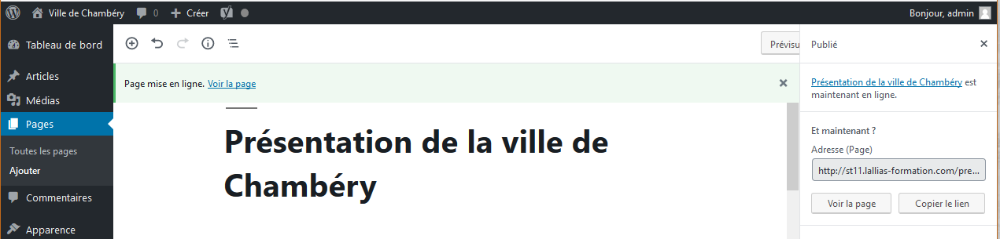 Ville de Chambéry 0 Créer Bonjour, admin
Tableau de bord
Articles
Médias
Pages
Toutes les pages
Ajouter
Commentaires
Apparence
Prévisu
Page mise en ligne. Voir la page
Présentation de la ville de
Chambéry
Publié
Présentation de la ville de Chambéry est
maintenant en ligne.
Et maintenant ?
Adresse (Page)
http://st11.lallias-formation.com/pre...
Voir la page Copier le lien